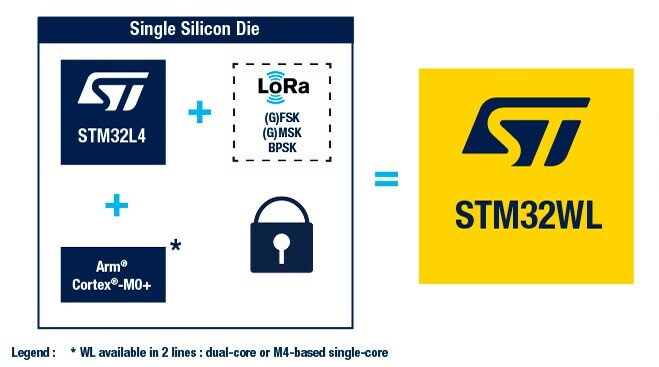 Single Silicon Die
ST
STM32L4
+
LoRa
(G)FSK
(G)MSK
BPSK
+
Arm®
Cortex®-M0+
*
=
ST
STM32WL
Legend : * WL available in 2 lines : dual-core or M4-based single-core